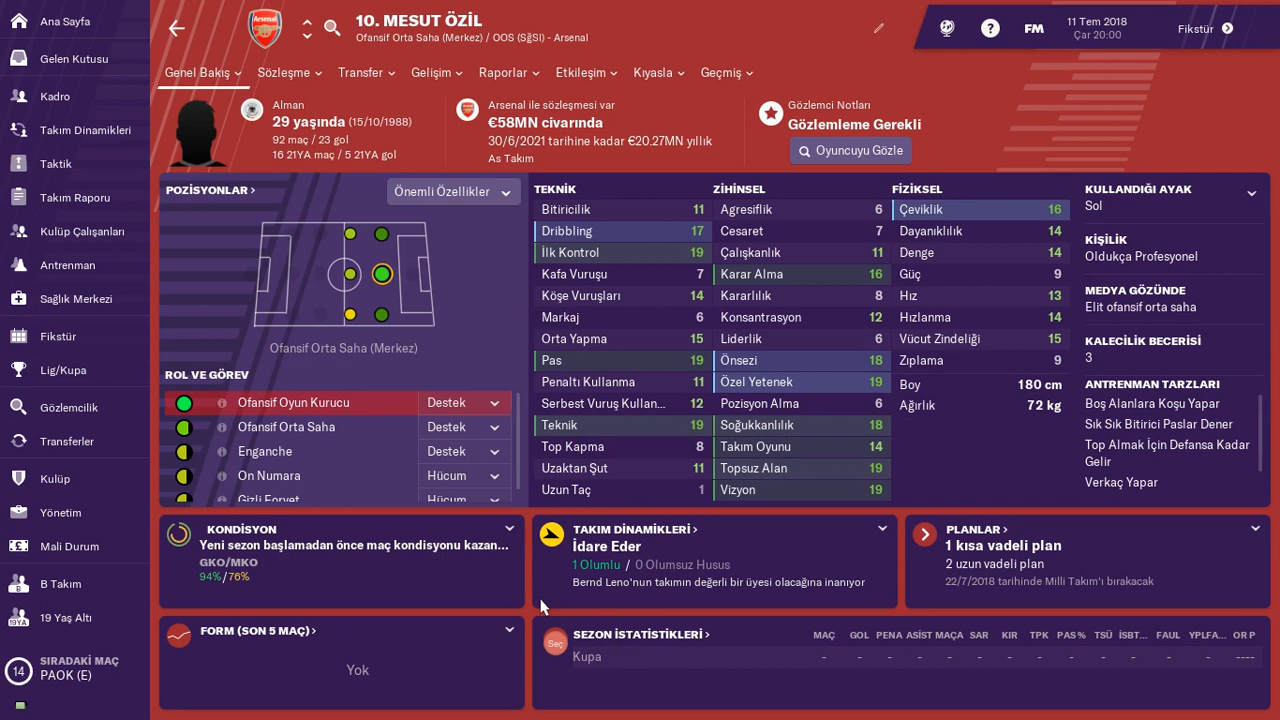 Ana Sayfa
Gelen Kutusu
Kadro
Takım Dinamikleri
Taktik
Takım Raporu
Kulüp Çalışanları
Antrenman
Sağlık Merkezi
Fikstür
Lig/Kupa
Gözlemcilik
Transferler
Kulüp
Yönetim
Mali Durum
B Takım
19 Yaş Altı
14
SIRADAKİ MAÇ
PAOK (E)
Arsenal
10. MESUT ÖZİL
Ofansif Orta Saha (Merkez) / OOS (SğSl) - Arsenal
FM
11 Tem 2018
Çar 20:00
Fikstür
Genel Bakış
Sözleşme
Transfer
Gelişim
Raporlar
Etkileşim
Kıyasla
Geçmiş
Alman
29 yaşında (15/10/1988)
92 maç / 23 gol
16 21YA maç / 5 21YA gol
Arsenal ile sözleşmesi var
€58MN civarında
30/6/2021 tarihine kadar €20.27MN yıllık
As Takım
Gözlemci Notları
Gözlemleme Gerekli
Oyuncuyu Gözle
POZİSYONLAR
Önemli Özellikler
Ofansif Orta Saha (Merkez)
ROL VE GÖREV
Ofansif Oyun Kurucu Destek
Ofansif Orta Saha Destek
Enganche Destek
On Numara Hücum
Gizli Forvet Hücum
TEKNİK
Bitiricilik 11
Dribbling 17
İlk Kontrol 19
Kafa Vuruşu 7
Köşe Vuruşları 14
Markaj 6
Orta Yapma 15
Pas 19
Penaltı Kullanma 11
Serbest Vuruş Kullan... 12
Teknik 19
Top Kapma 8
Uzaktan Şut 11
Uzun Taç 1
ZİHİNSEL
Agresiflik 6
Cesaret 7
Çalışkanlık 11
Karar Alma 16
Kararlılık 8
Konsantrasyon 12
Liderlik 6
Önsezi 18
Özel Yetenek 19
Pozisyon Alma 6
Soğukkanlılık 18
Takım Oyunu 14
Topsuz Alan 19
Vizyon 19
FİZİKSEL
Çeviklik 16
Dayanıklılık 14
Denge 14
Güç 9
Hız 13
Hızlanma 14
Vücut Zindeliği 15
Zıplama 9
Boy 180 cm
Ağırlık 72 kg
KULLANDIĞI AYAK
Sol
KİŞİLİK
Oldukça Profesyonel
MEDYA GÖZÜNDE
Elit ofansif orta saha
KALECİLİK BECERİSİ
3
ANTRENMAN TARZLARI
Boş Alanlara Koşu Yapar
Sık Sık Bitirici Paslar Dener
Top Almak İçin Defansa Kadar
Gelir
Verkaç Yapar
KONDİSYON
Yeni sezon başlamadan önce maç kondisyonu kazan...
GKO/MKO
94%/76%
TAKIM DİNAMİKLERİ
İdare Eder
1 Olumlu / 0 Olumsuz Husus
Bernd Leno'nun takımın değerli bir üyesi olacağına inanıyor
PLANLAR
1 kısa vadeli plan
2 uzun vadeli plan
22/7/2018 tarihinde Milli Takım'ı bırakacak
FORM (SON 5 MAÇ)
Yok
Seç
SEZON İSTATİSTİKLERİ
MAÇ GOL PENA ASİST MAÇA SAR KIR TPK PAS % TSÜ İSBT... FAUL YPLFA... OR P
Kupa - - - - - - - - - - - - - ----